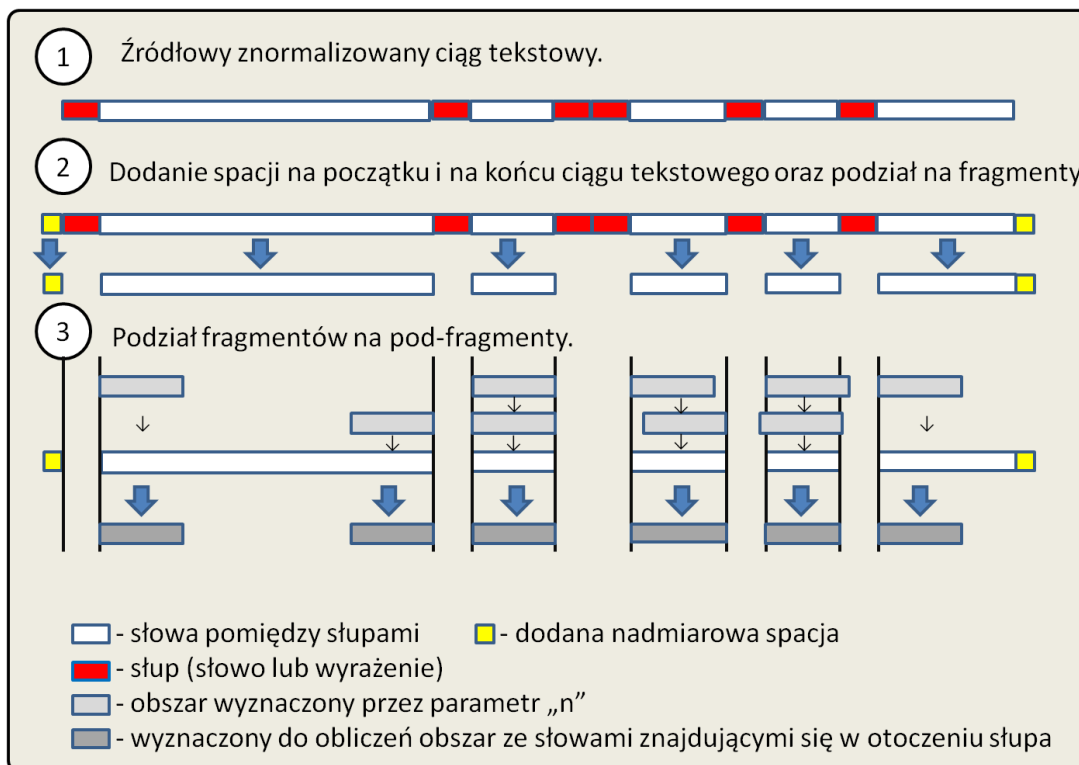 1
Źródłowy znormalizowany ciąg tekstowy.
2
Dodanie spacji na początku i na końcu ciągu tekstowego oraz podział na fragmenty
3
Podział fragmentów na pod-fragmenty.
- słowa pomiędzy słupami
- dodana nadmiarowa spacja
- słup (słowo lub wyrażenie)
- obszar wyznaczony przez parametr „n”
- wyznaczony do obliczeń obszar ze słowami znajdującymi się w otoczeniu słupa